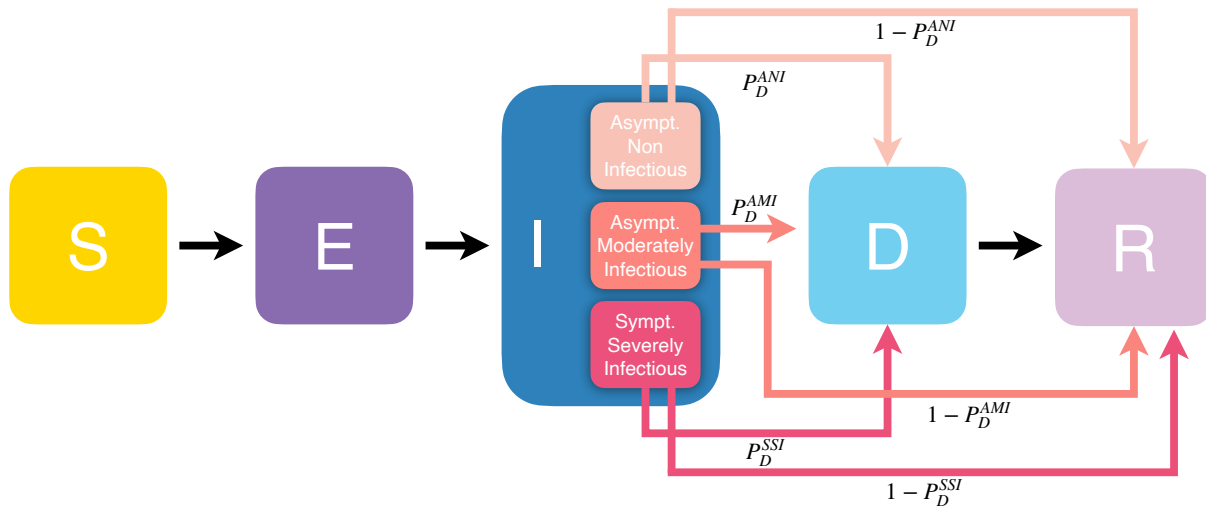 1 − P_D^{ANI}
P_D^{ANI}
Asympt.
Non
Infectious
P_D^{AMI}
S
E
I
Asympt.
Moderately
Infectious
D
R
Sympt.
Severely
Infectious
1 − P_D^{AMI}
P_D^{SSI}
1 − P_D^{SSI}